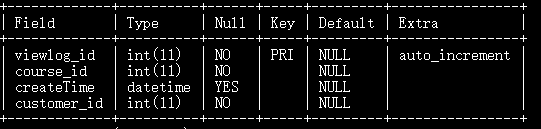 Field | Type | Null | Key | Default | Extra
viewlog_id | int(11) | NO | PRI | NULL | auto_increment
course_id | int(11) | NO | | NULL |
createTime | datetime | YES | | NULL |
customer_id | int(11) | NO | | NULL |